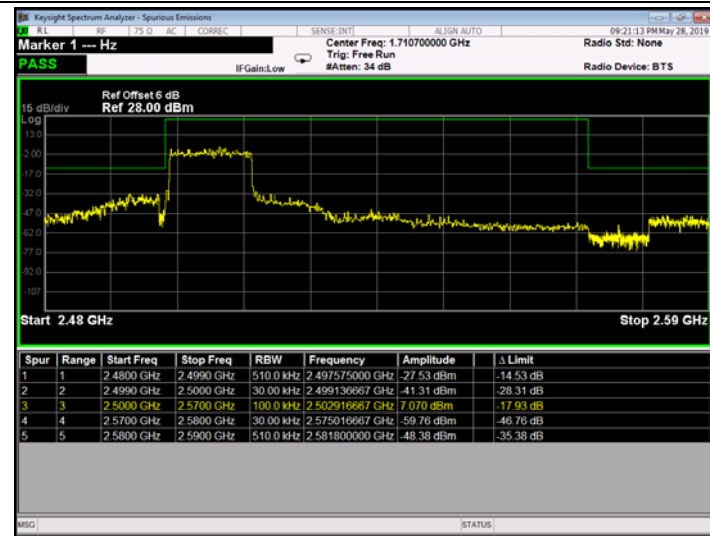 Keysight Spectrum Analyzer - Spurious Emissions
RL RF 75 Ω AC CORREC SENSE:INT ALIGN AUTO 09:21:13 PM May 28, 2019
Marker 1 --- Hz Center Freq: 1.710700000 GHz Radio Std: None
Trig: Free Run
PASS IFGain:Low #Atten: 34 dB Radio Device: BTS
Ref Offset 6 dB
15 dB/div Ref 28.00 dBm
Log
13.0
-2.00
-17.0
-32.0
-47.0
-62.0
-77.0
-92.0
-107
Start 2.48 GHz Stop 2.59 GHz
Spur Range Start Freq Stop Freq RBW Frequency Amplitude Δ Limit
1 1 2.4800 GHz 2.4990 GHz 510.0 kHz 2.497575000 GHz -27.53 dBm -14.53 dB
2 2 2.4990 GHz 2.5000 GHz 30.00 kHz 2.499136667 GHz -41.31 dBm -28.31 dB
3 3 2.5000 GHz 2.5700 GHz 100.0 kHz 2.502916667 GHz 7.070 dBm -17.93 dB
4 4 2.5700 GHz 2.5800 GHz 30.00 kHz 2.575016667 GHz -59.76 dBm -46.76 dB
5 5 2.5800 GHz 2.5900 GHz 510.0 kHz 2.581800000 GHz -48.38 dBm -35.38 dB
MSG STATUS